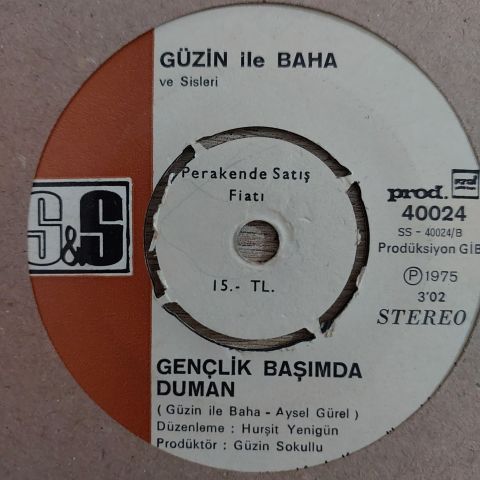 GÜZİN ile BAHA
ve Sisleri
Perakende Satış
Fiatı
15.- TL.
S&S
prod.
40024
SS - 40024/B
Prodüksiyon GİB
Ⓟ 1975
3'02
STEREO
GENÇLİK BAŞIMDA
DUMAN
( Güzin ile Baha - Aysel Gürel )
Düzenleme : Hurşit Yenigün
Prodüktör : Güzin Sokullu